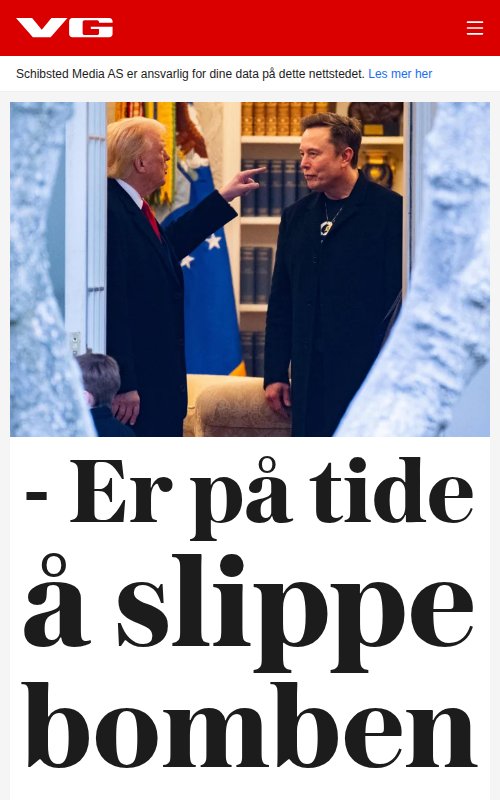 VG
Schibsted Media AS er ansvarlig for dine data på dette nettstedet. Les mer her
- Er på tide
å slippe
bomben